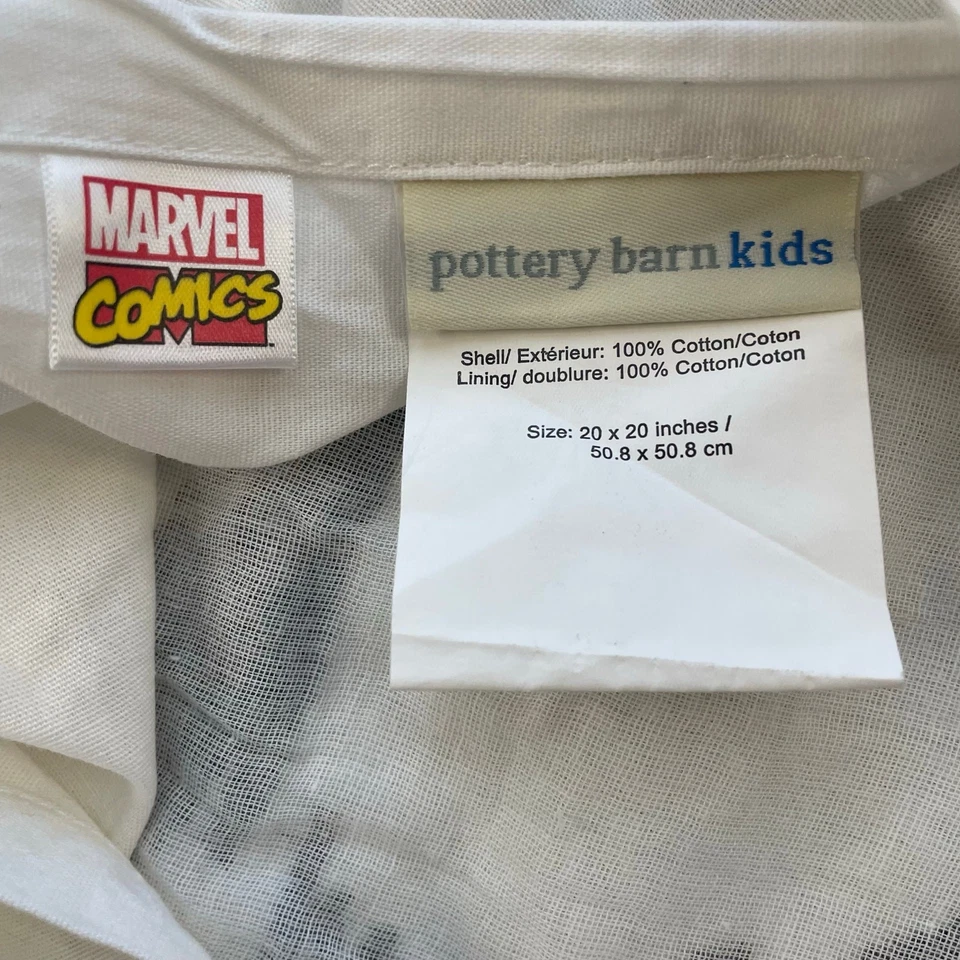 MARVEL
COMICS
pottery barn kids
Shell/ Extérieur: 100% Cotton/Coton
Lining/ doublure: 100% Cotton/Coton
Size: 20 x 20 inches /
50.8 x 50.8 cm